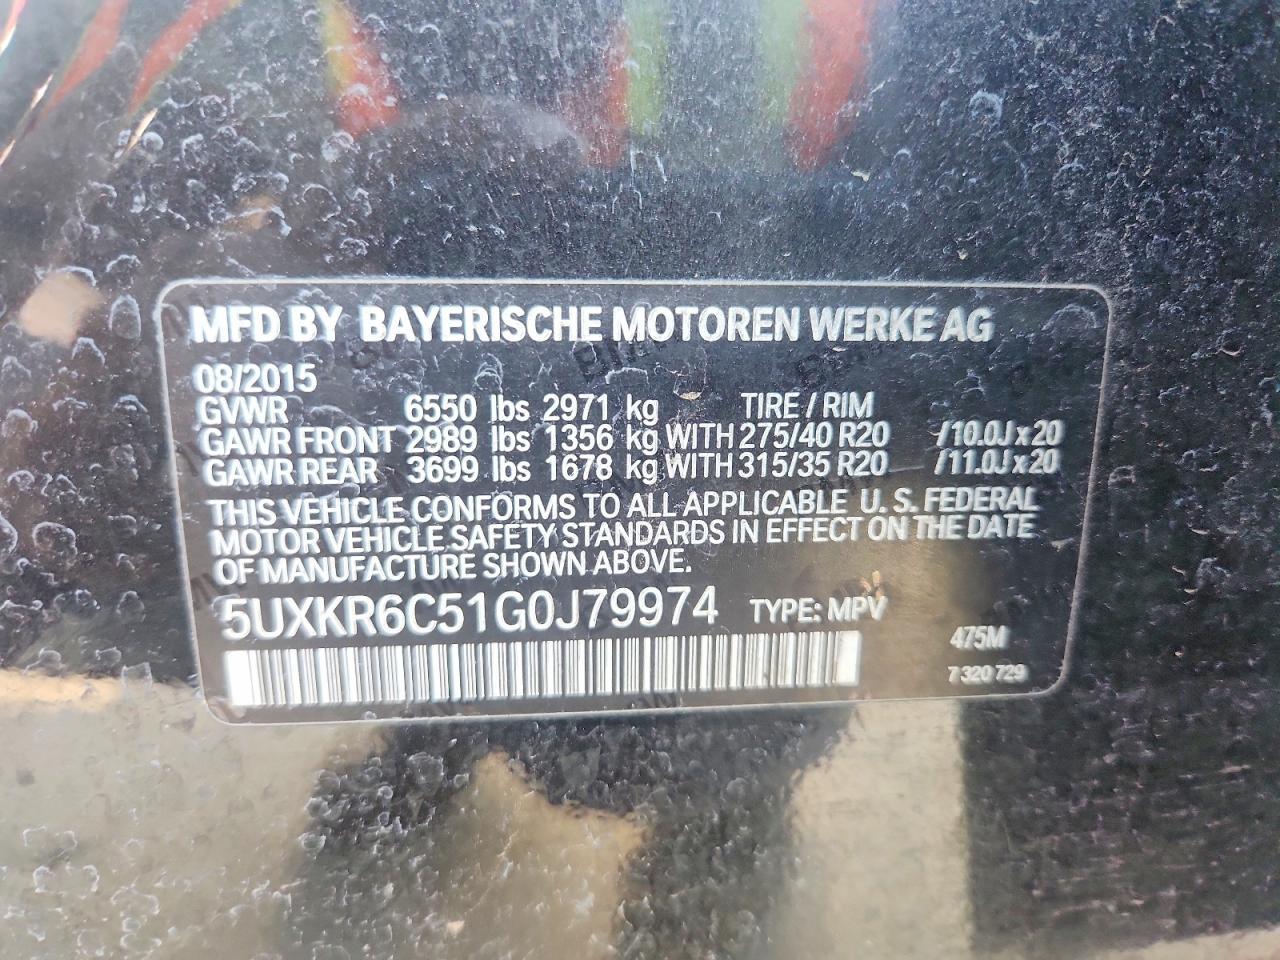 MFD BY BAYERISCHE MOTOREN WERKE AG
08/2015
GVWR 6550 lbs 2971 kg TIRE / RIM
GAWR FRONT 2989 lbs 1356 kg WITH 275/40 R20 /10.0J x 20
GAWR REAR 3699 lbs 1678 kg WITH 315/35 R20 /11.0J x 20
THIS VEHICLE CONFORMS TO ALL APPLICABLE U.S. FEDERAL
MOTOR VEHICLE SAFETY STANDARDS IN EFFECT ON THE DATE
OF MANUFACTURE SHOWN ABOVE.
5UXKR6C51G0J79974 TYPE: MPV
475M
7 320 729